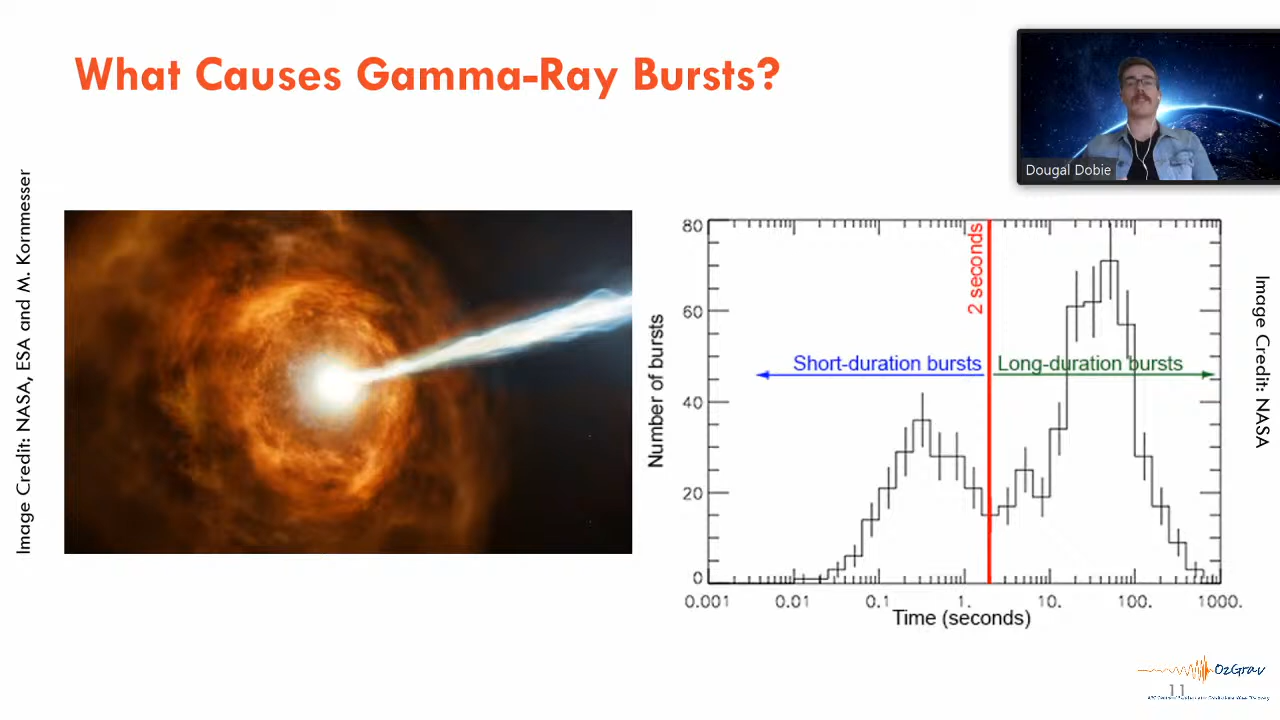 What Causes Gamma-Ray Bursts?
Dougal Dobie
Image Credit: NASA, ESA and M. Kornmesser
80
60
40
20
0
Number of bursts
2 seconds
Short-duration bursts
Long-duration bursts
0.001 0.01 0.1 1. 10. 100. 1000.
Time (seconds)
Image Credit: NASA
OzGrav
11